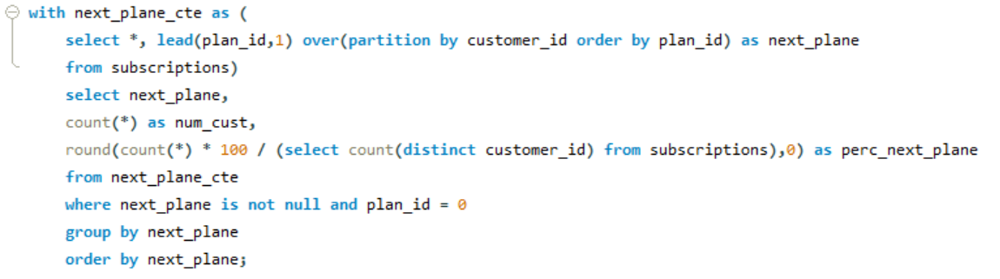 with next_plane_cte as (
select *, lead(plan_id,1) over(partition by customer_id order by plan_id) as next_plane
from subscriptions)
select next_plane,
count(*) as num_cust,
round(count(*) * 100 / (select count(distinct customer_id) from subscriptions),0) as perc_next_plane
from next_plane_cte
where next_plane is not null and plan_id = 0
group by next_plane
order by next_plane;